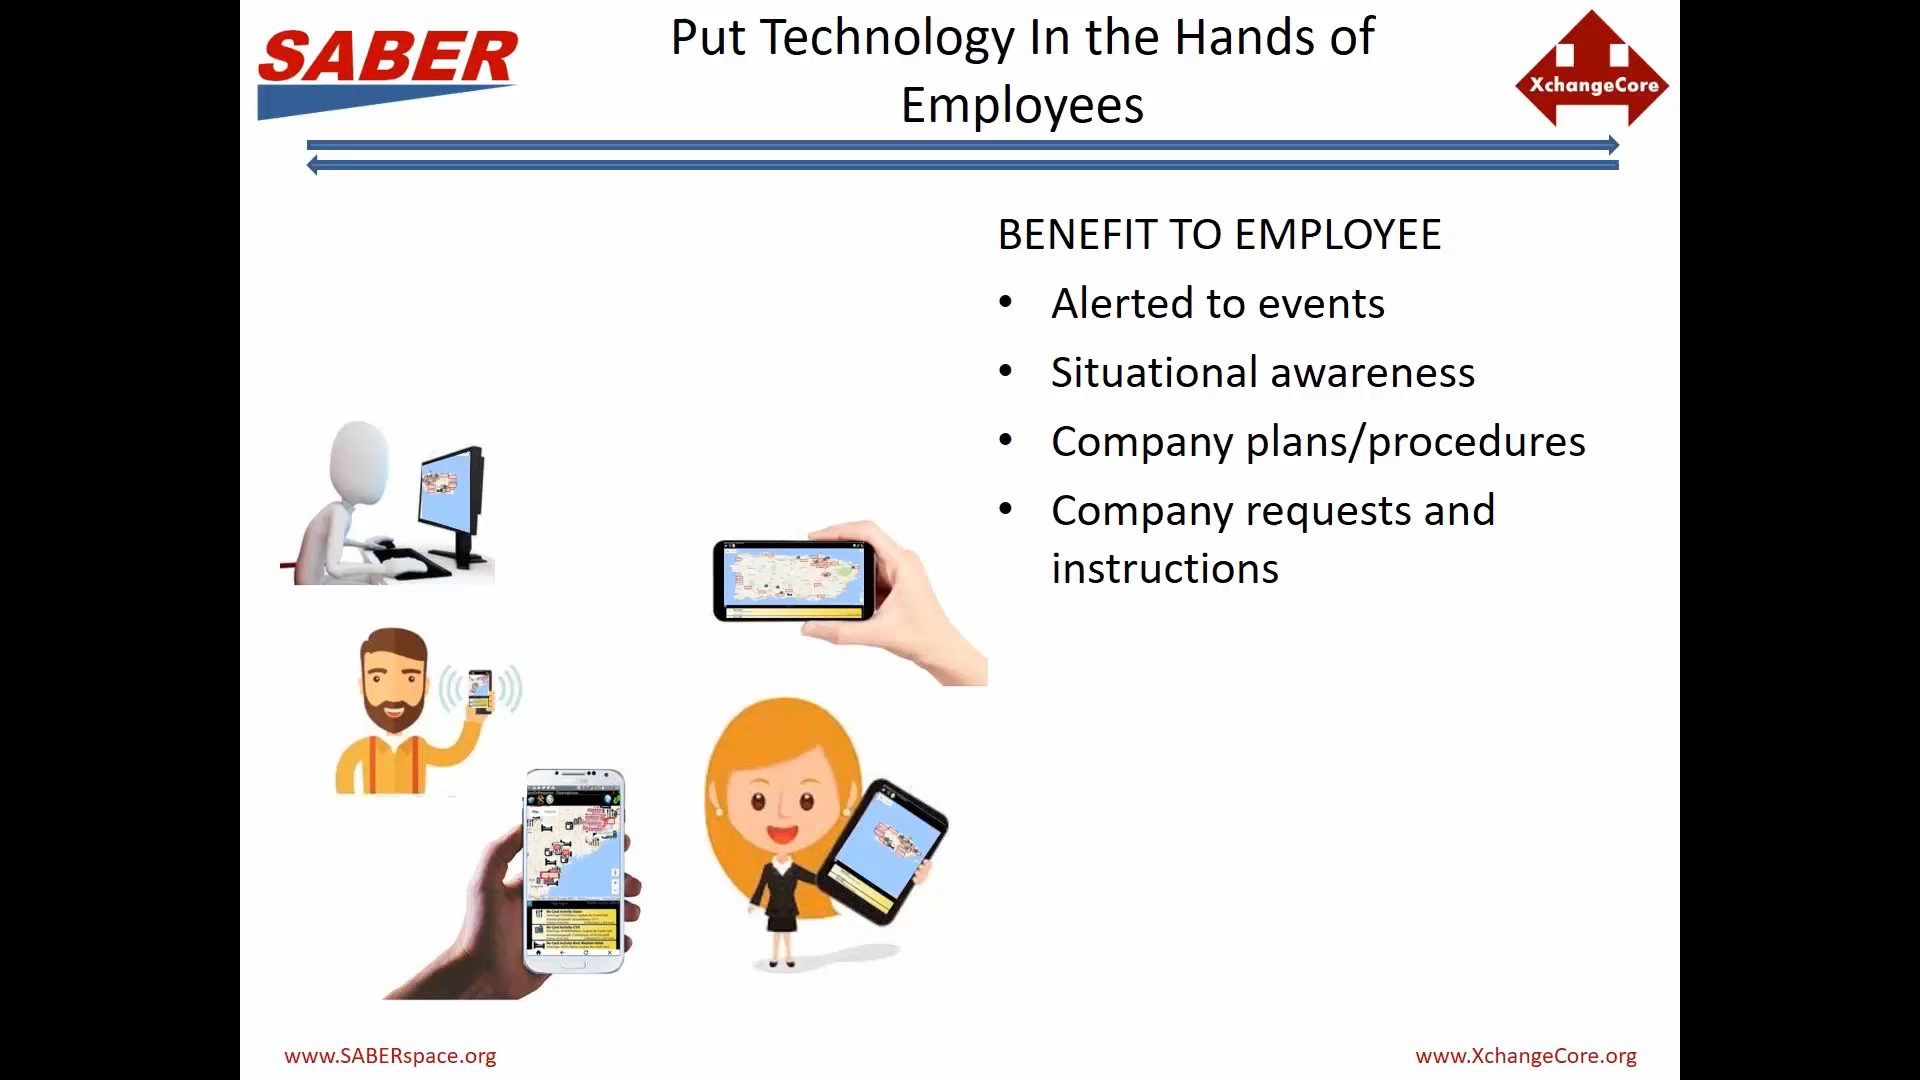 SABER
Put Technology In the Hands of
Employees
XchangeCore
BENEFIT TO EMPLOYEE
• Alerted to events
• Situational awareness
• Company plans/procedures
• Company requests and
instructions
www.SABERspace.org
www.XchangeCore.org